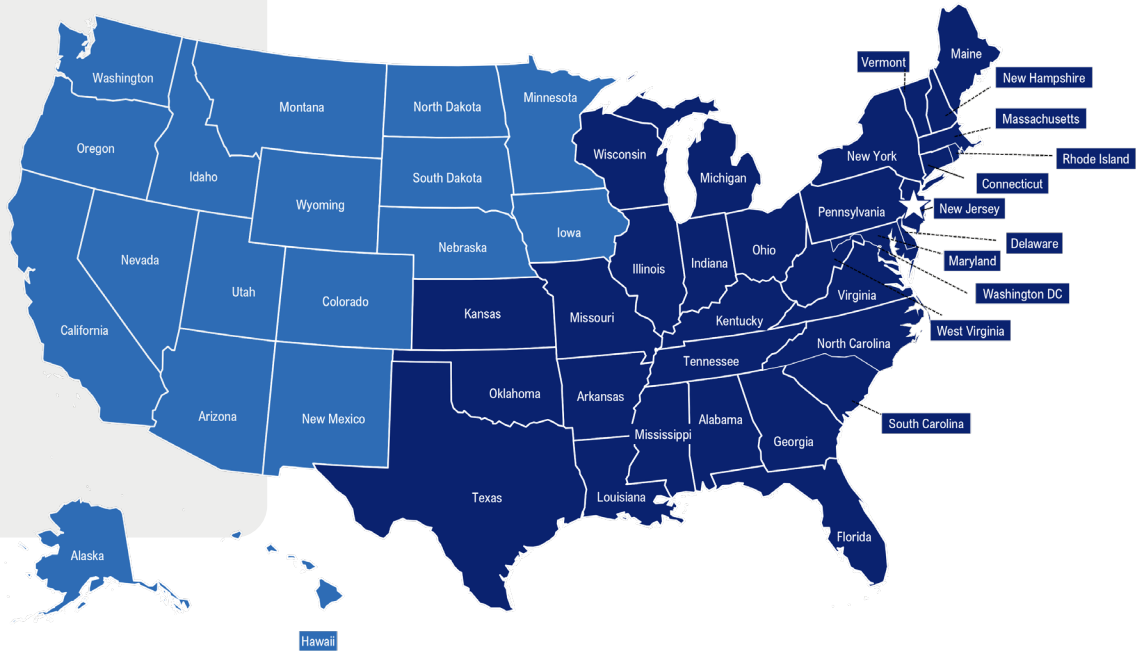 Maine
Vermont
New Hampshire
Washington
Minnesota
Montana
North Dakota
Massachusetts
Oregon
Wisconsin
New York
Rhode Island
Idaho
South Dakota
Michigan
Connecticut
Wyoming
Pennsylvania
New Jersey
Iowa
Nebraska
Ohio
Delaware
Nevada
Illinois
Indiana
Maryland
Utah
Colorado
Virginia
Washington DC
California
Kansas
Missouri
Kentucky
West Virginia
North Carolina
Tennessee
Oklahoma
Arkansas
Arizona
New Mexico
Alabama
South Carolina
Mississippi
Georgia
Texas
Louisiana
Florida
Alaska
Hawaii